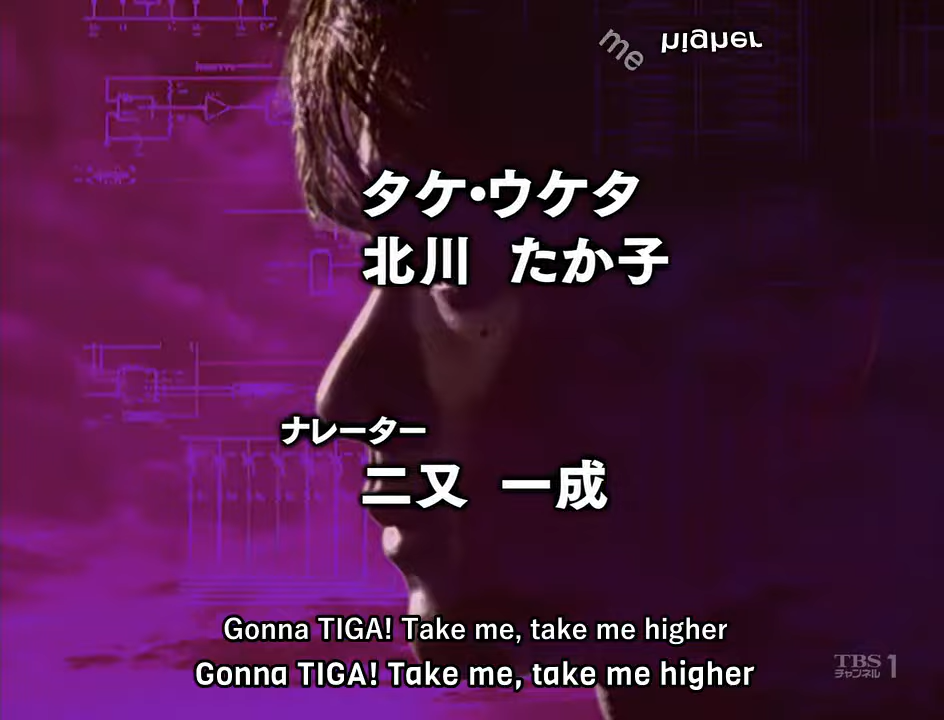 me higher
タケ・ウケタ
北川 たか子
ナレーター
二又 一成
Gonna TIGA! Take me, take me higher
Gonna TIGA! Take me, take me higher
TBS 1
チャンネル